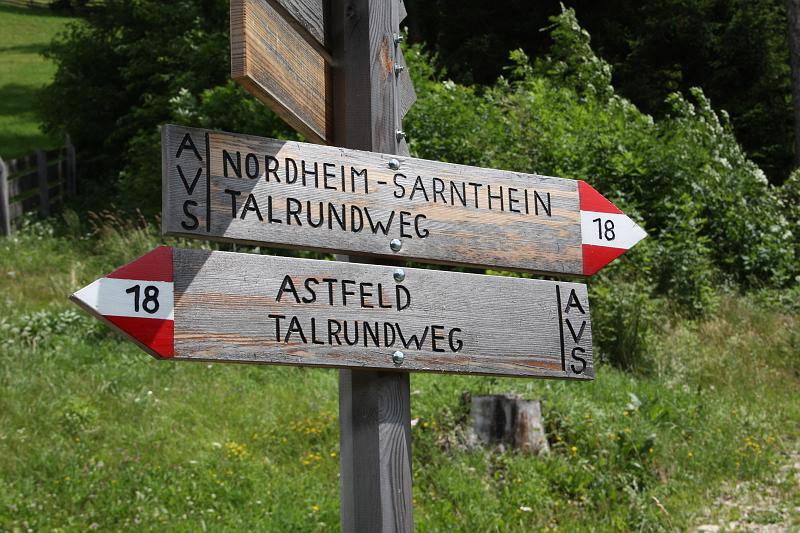 AVS
NORDHEIM-SARNTHEIN
TALRUNDWEG
18
18
ASTFELD
TALRUNDWEG
AVS